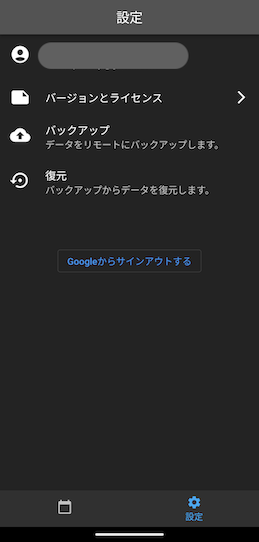 設定
バージョンとライセンス
バックアップ
データをリモートにバックアップします。
復元
バックアップからデータを復元します。
Googleからサインアウトする
設定